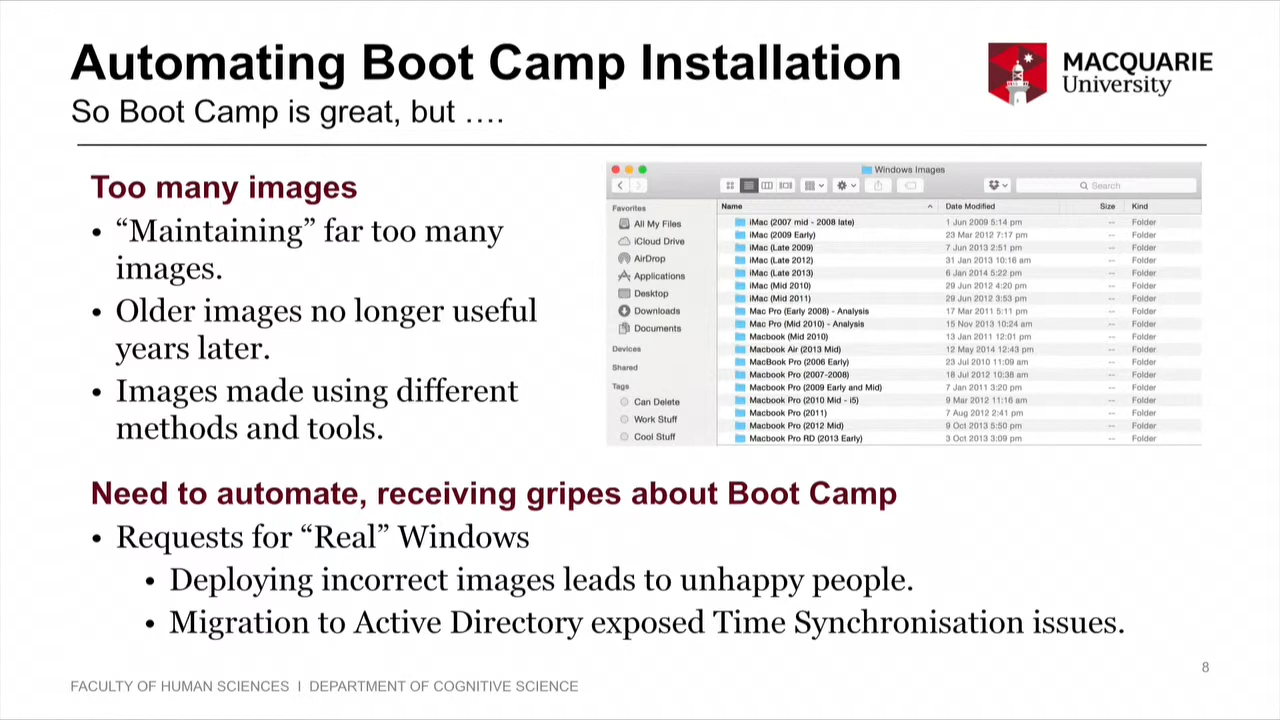 Automating Boot Camp Installation
So Boot Camp is great, but ….
MACQUARIE
University
Too many images
• “Maintaining” far too many
images.
• Older images no longer useful
years later.
• Images made using different
methods and tools.
Windows Images
Search
Favorites
All My Files
iCloud Drive
AirDrop
Applications
Desktop
Downloads
Documents
Devices
Shared
Tags
Can Delete
Work Stuff
Cool Stuff
Name Date Modified Size Kind
iMac (2007 mid - 2008 late) 1 Jun 2009 5:14 pm -- Folder
iMac (2009 Early) 23 Mar 2012 7:17 pm -- Folder
iMac (Late 2009) 7 Jun 2013 2:51 pm -- Folder
iMac (Late 2012) 31 Jan 2013 10:16 am -- Folder
iMac (Late 2013) 6 Jan 2014 5:22 pm -- Folder
iMac (Mid 2010) 29 Jun 2012 4:20 pm -- Folder
iMac (Mid 2011) 29 Jun 2012 3:53 pm -- Folder
Mac Pro (Early 2008) - Analysis 17 Mar 2011 5:11 pm -- Folder
Mac Pro (Mid 2010) - Analysis 15 Nov 2013 10:24 am -- Folder
Macbook (Mid 2010) 13 Jan 2011 12:01 pm -- Folder
Macbook Air (2013 Mid) 12 May 2014 12:43 pm -- Folder
MacBook Pro (2006 Early) 23 Jul 2010 11:09 am -- Folder
Macbook Pro (2007-2008) 18 Jul 2012 10:38 am -- Folder
Macbook Pro (2009 Early and Mid) 7 Jan 2011 3:20 pm -- Folder
Macbook Pro (2010 Mid - i5) 9 Mar 2012 11:16 am -- Folder
Macbook Pro (2011) 7 Aug 2012 2:41 pm -- Folder
Macbook Pro (2012 Mid) 9 Oct 2013 5:50 pm -- Folder
Macbook Pro RD (2013 Early) 3 Oct 2013 3:09 pm -- Folder
Need to automate, receiving gripes about Boot Camp
• Requests for “Real” Windows
• Deploying incorrect images leads to unhappy people.
• Migration to Active Directory exposed Time Synchronisation issues.
8
FACULTY OF HUMAN SCIENCES I DEPARTMENT OF COGNITIVE SCIENCE